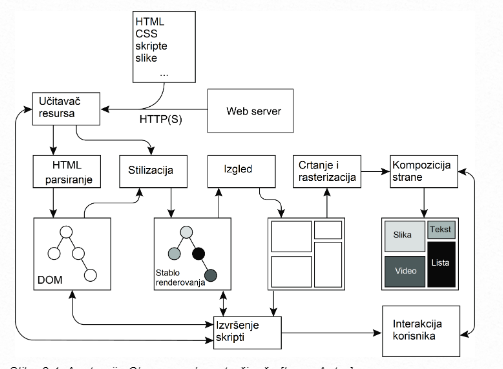 HTML
CSS
skripte
slike
...
Učitavač
resursa
HTTP(S)
Web server
HTML
parsiranje
Stilizacija
Izgled
Crtanje i
rasterizacija
Kompozicija
strane
DOM
Stablo
renderovanja
Slika
Tekst
Video
Lista
Izvršenje
skripti
Interakcija
korisnika